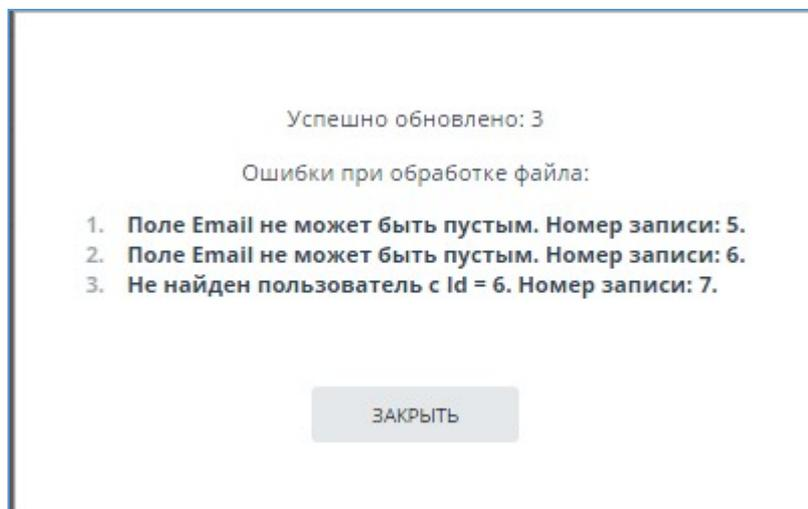 Успешно обновлено: 3
Ошибки при обработке файла:
1. Поле Email не может быть пустым. Номер записи: 5.
2. Поле Email не может быть пустым. Номер записи: 6.
3. Не найден пользователь с Id = 6. Номер записи: 7.
ЗАКРЫТЬ